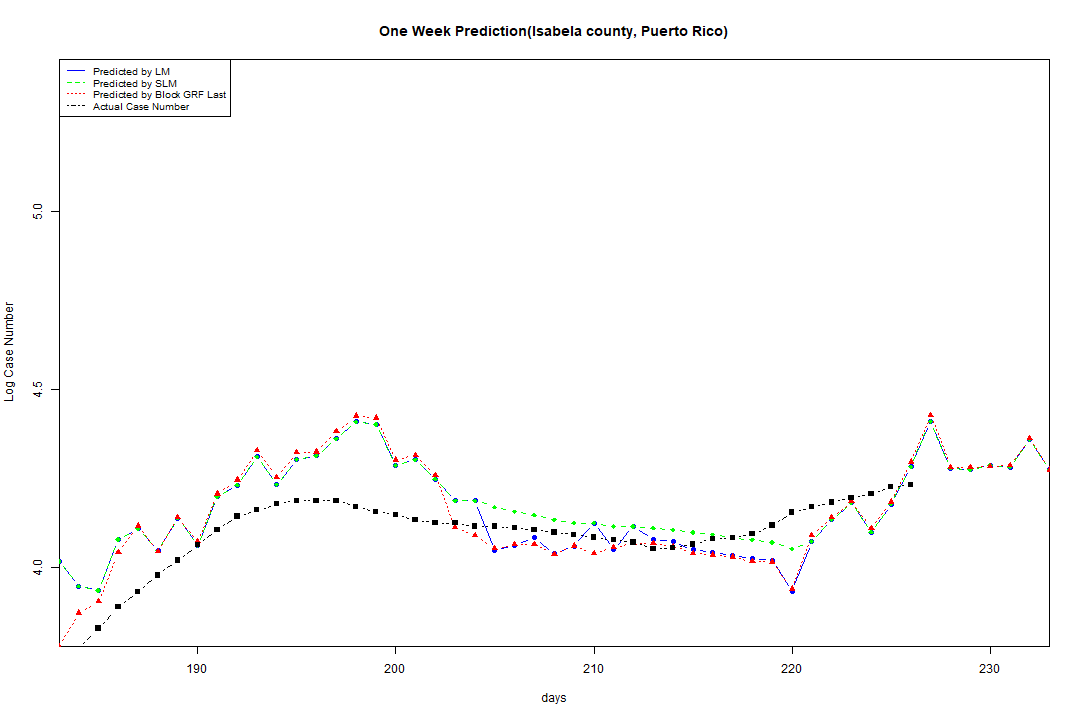 One Week Prediction(Isabela county, Puerto Rico)
Predicted by LM
Predicted by SLM
Predicted by Block GRF Last
Actual Case Number
5.0
4.5
4.0
Log Case Number
190 200 210 220 230
days